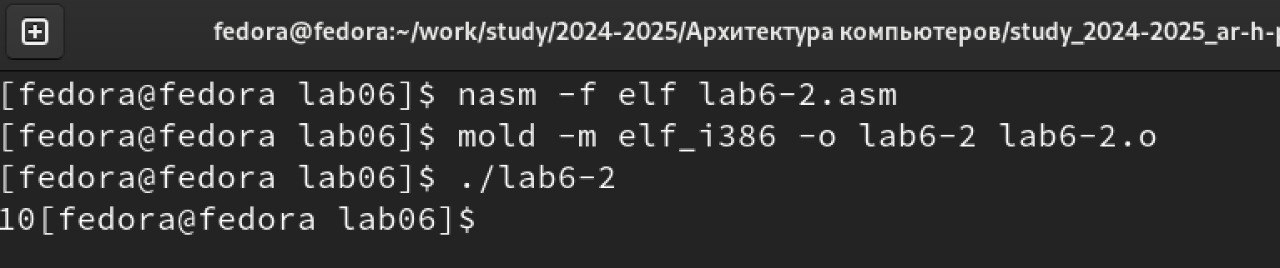 fedora@fedora:~/work/study/2024-2025/Архитектура компьютеров/study_2024-2025_ar-h-
[fedora@fedora lab06]$ nasm -f elf lab6-2.asm
[fedora@fedora lab06]$ mold -m elf_i386 -o lab6-2 lab6-2.o
[fedora@fedora lab06]$ ./lab6-2
10[fedora@fedora lab06]$